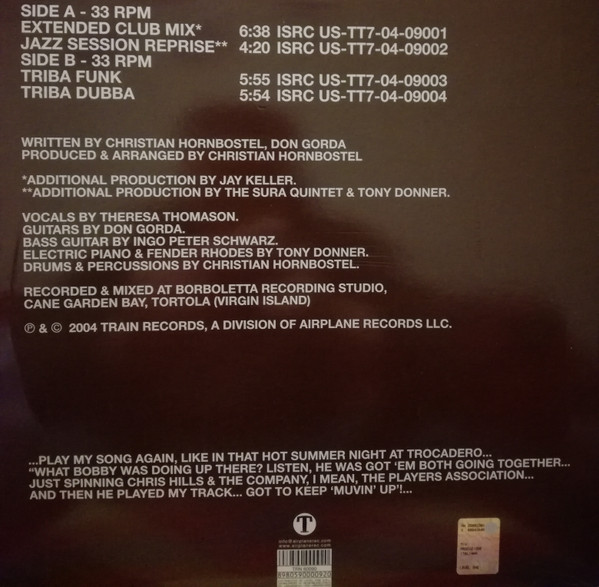 SIDE A - 33 RPM
EXTENDED CLUB MIX* 6:38 ISRC US-TT7-04-09001
JAZZ SESSION REPRISE** 4:20 ISRC US-TT7-04-09002
SIDE B - 33 RPM
TRIBA FUNK 5:55 ISRC US-TT7-04-09003
TRIBA DUBBA 5:54 ISRC US-TT7-04-09004
WRITTEN BY CHRISTIAN HORNBOSTEL, DON GORDA
PRODUCED & ARRANGED BY CHRISTIAN HORNBOSTEL
*ADDITIONAL PRODUCTION BY JAY KELLER.
**ADDITIONAL PRODUCTION BY THE SURA QUINTET & TONY DONNER.
VOCALS BY THERESA THOMASON.
GUITARS BY DON GORDA.
BASS GUITAR BY INGO PETER SCHWARZ.
ELECTRIC PIANO & FENDER RHODES BY TONY DONNER.
DRUMS & PERCUSSIONS BY CHRISTIAN HORNBOSTEL.
RECORDED & MIXED AT BORBOLETTA RECORDING STUDIO,
CANE GARDEN BAY, TORTOLA (VIRGIN ISLAND)
℗ & © 2004 TRAIN RECORDS, A DIVISION OF AIRPLANE RECORDS LLC.
...PLAY MY SONG AGAIN, LIKE IN THAT HOT SUMMER NIGHT AT TROCADERO...
"WHAT BOBBY WAS DOING UP THERE? LISTEN, HE WAS GOT 'EM BOTH GOING TOGETHER...
JUST SPINNING CHRIS HILLS & THE COMPANY, I MEAN, THE PLAYERS ASSOCIATION...
AND THEN HE PLAYED MY TRACK... GOT TO KEEP 'MUVIN' UP'!...
T
info@airplanerec.com
www.airplanerec.com
8980590000920